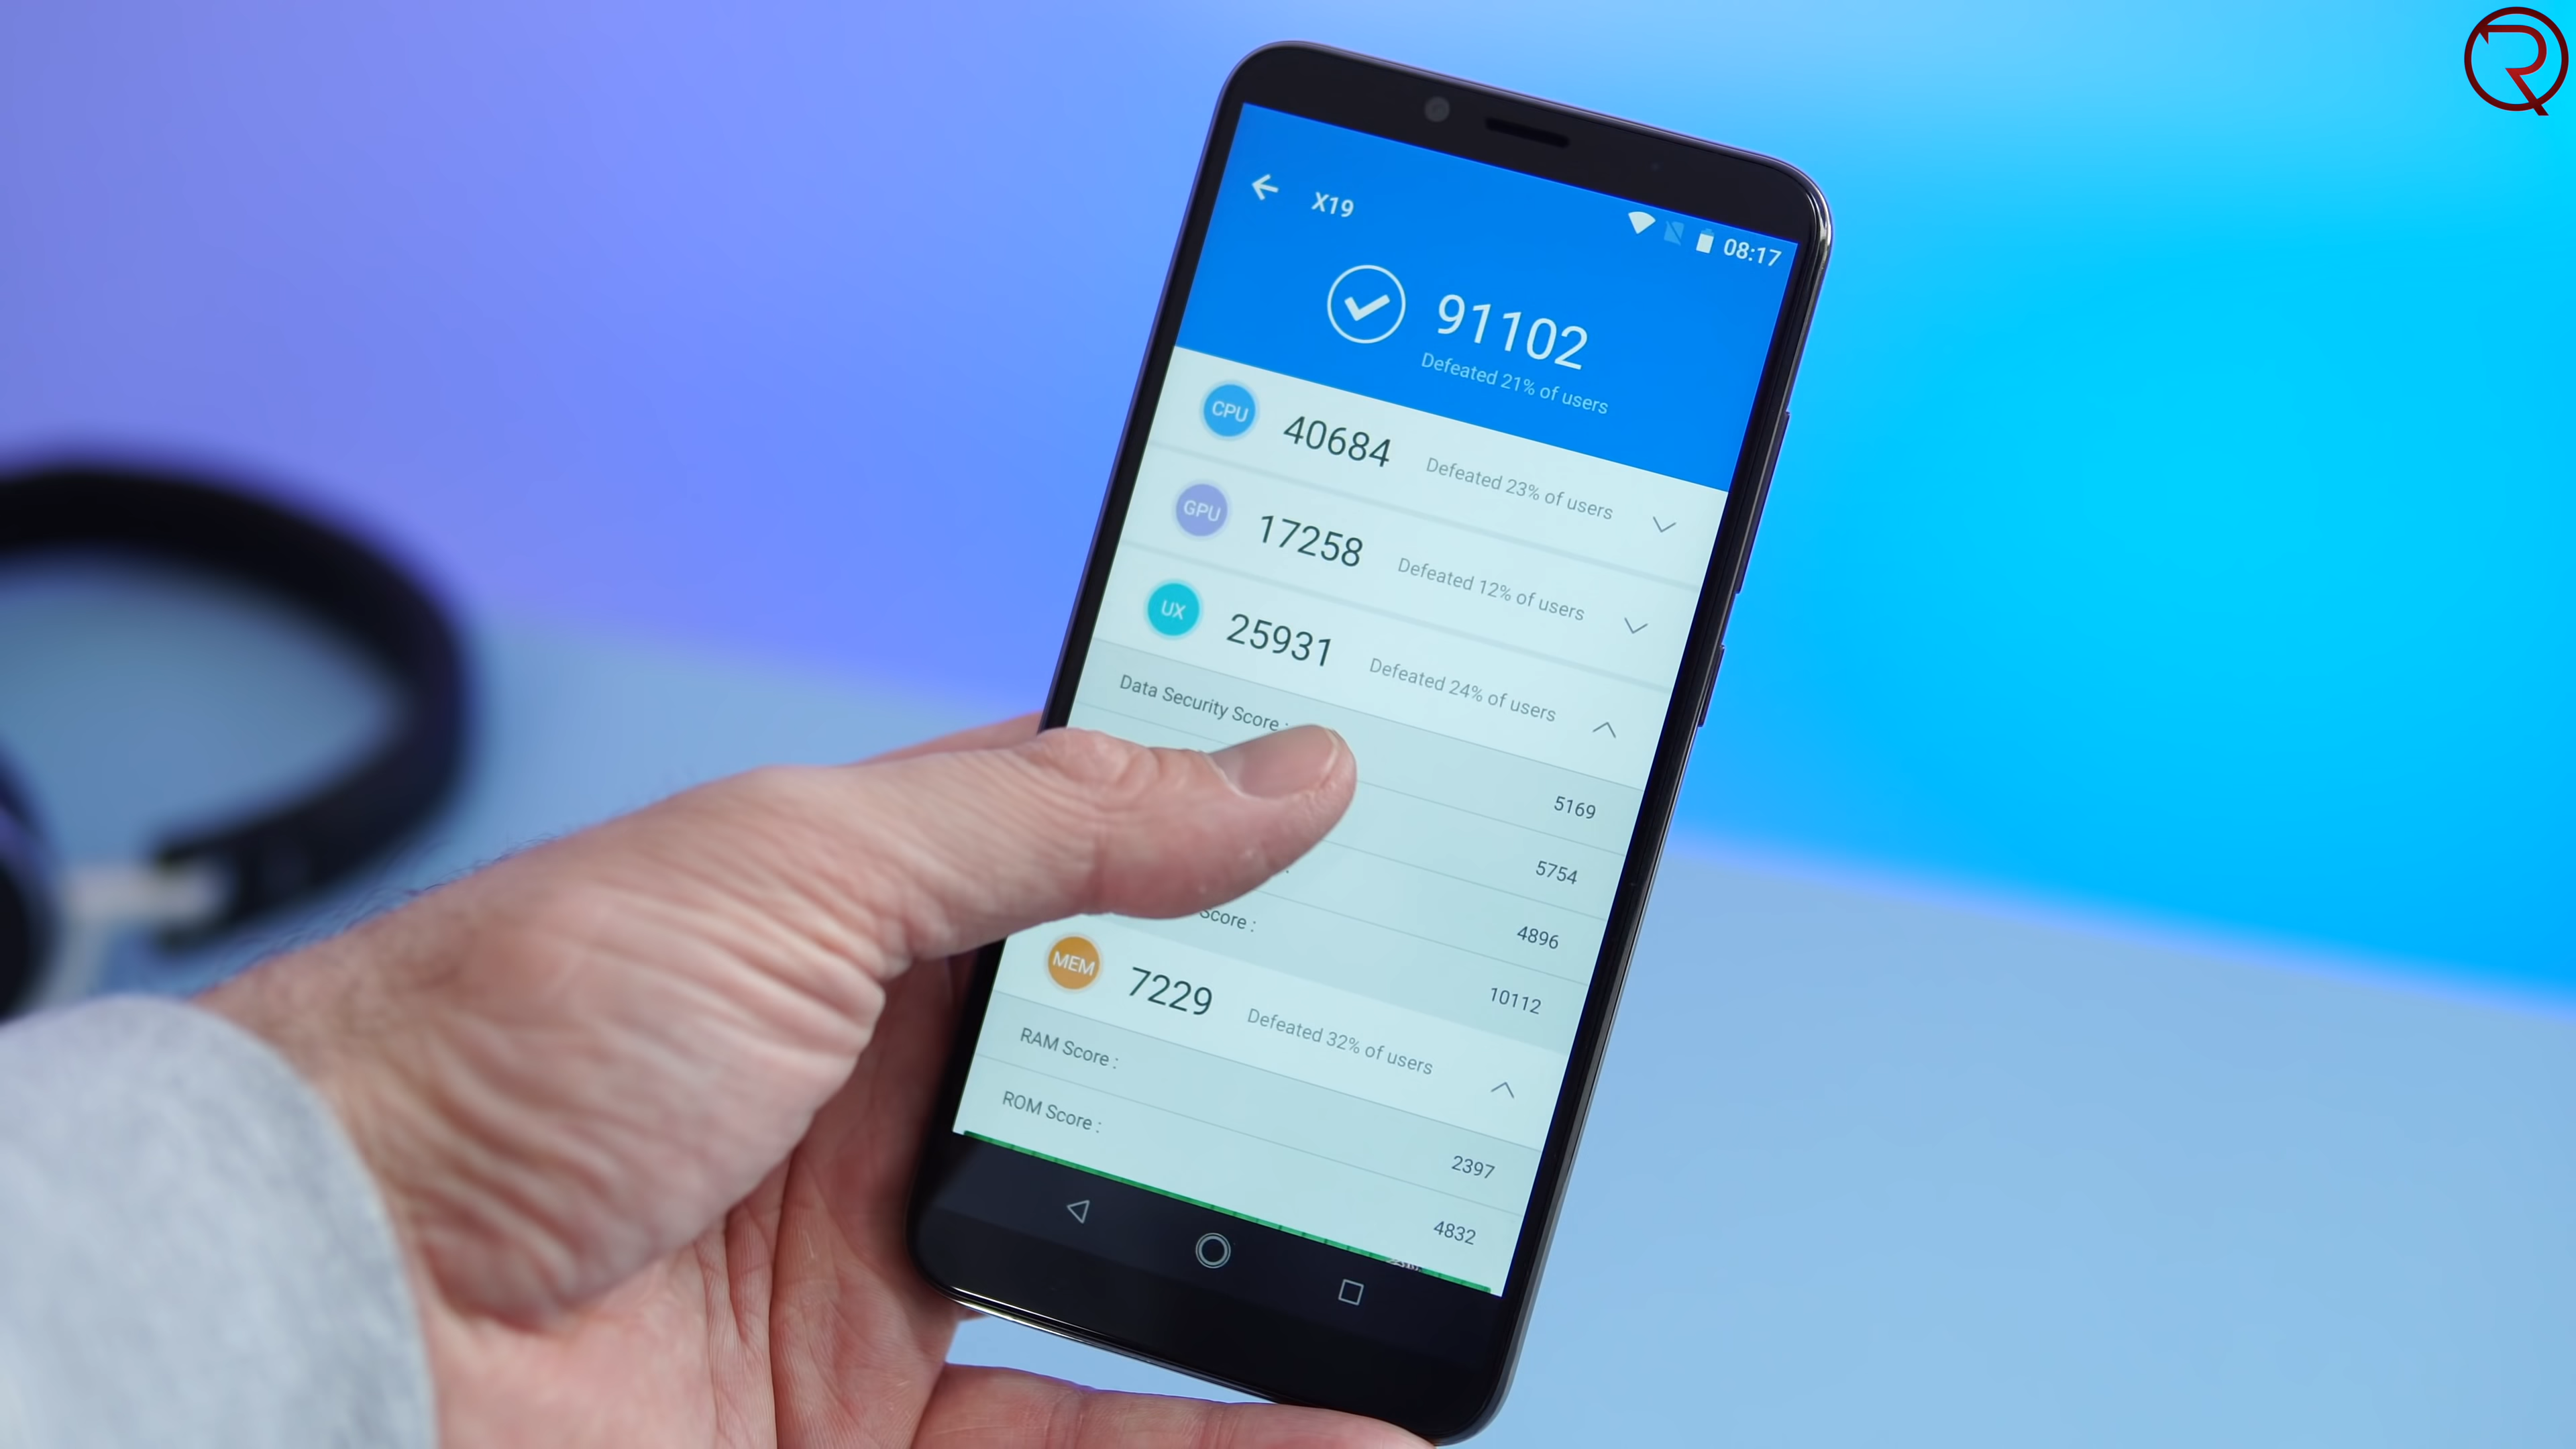 X19
08:17
91102
Defeated 21% of users
CPU 40684 Defeated 23% of users
GPU 17258 Defeated 12% of users
UX 25931 Defeated 24% of users
Data Security Score :
5169
5754
4896
Score :
10112
MEM 7229 Defeated 32% of users
RAM Score :
2397
ROM Score :
4832
R